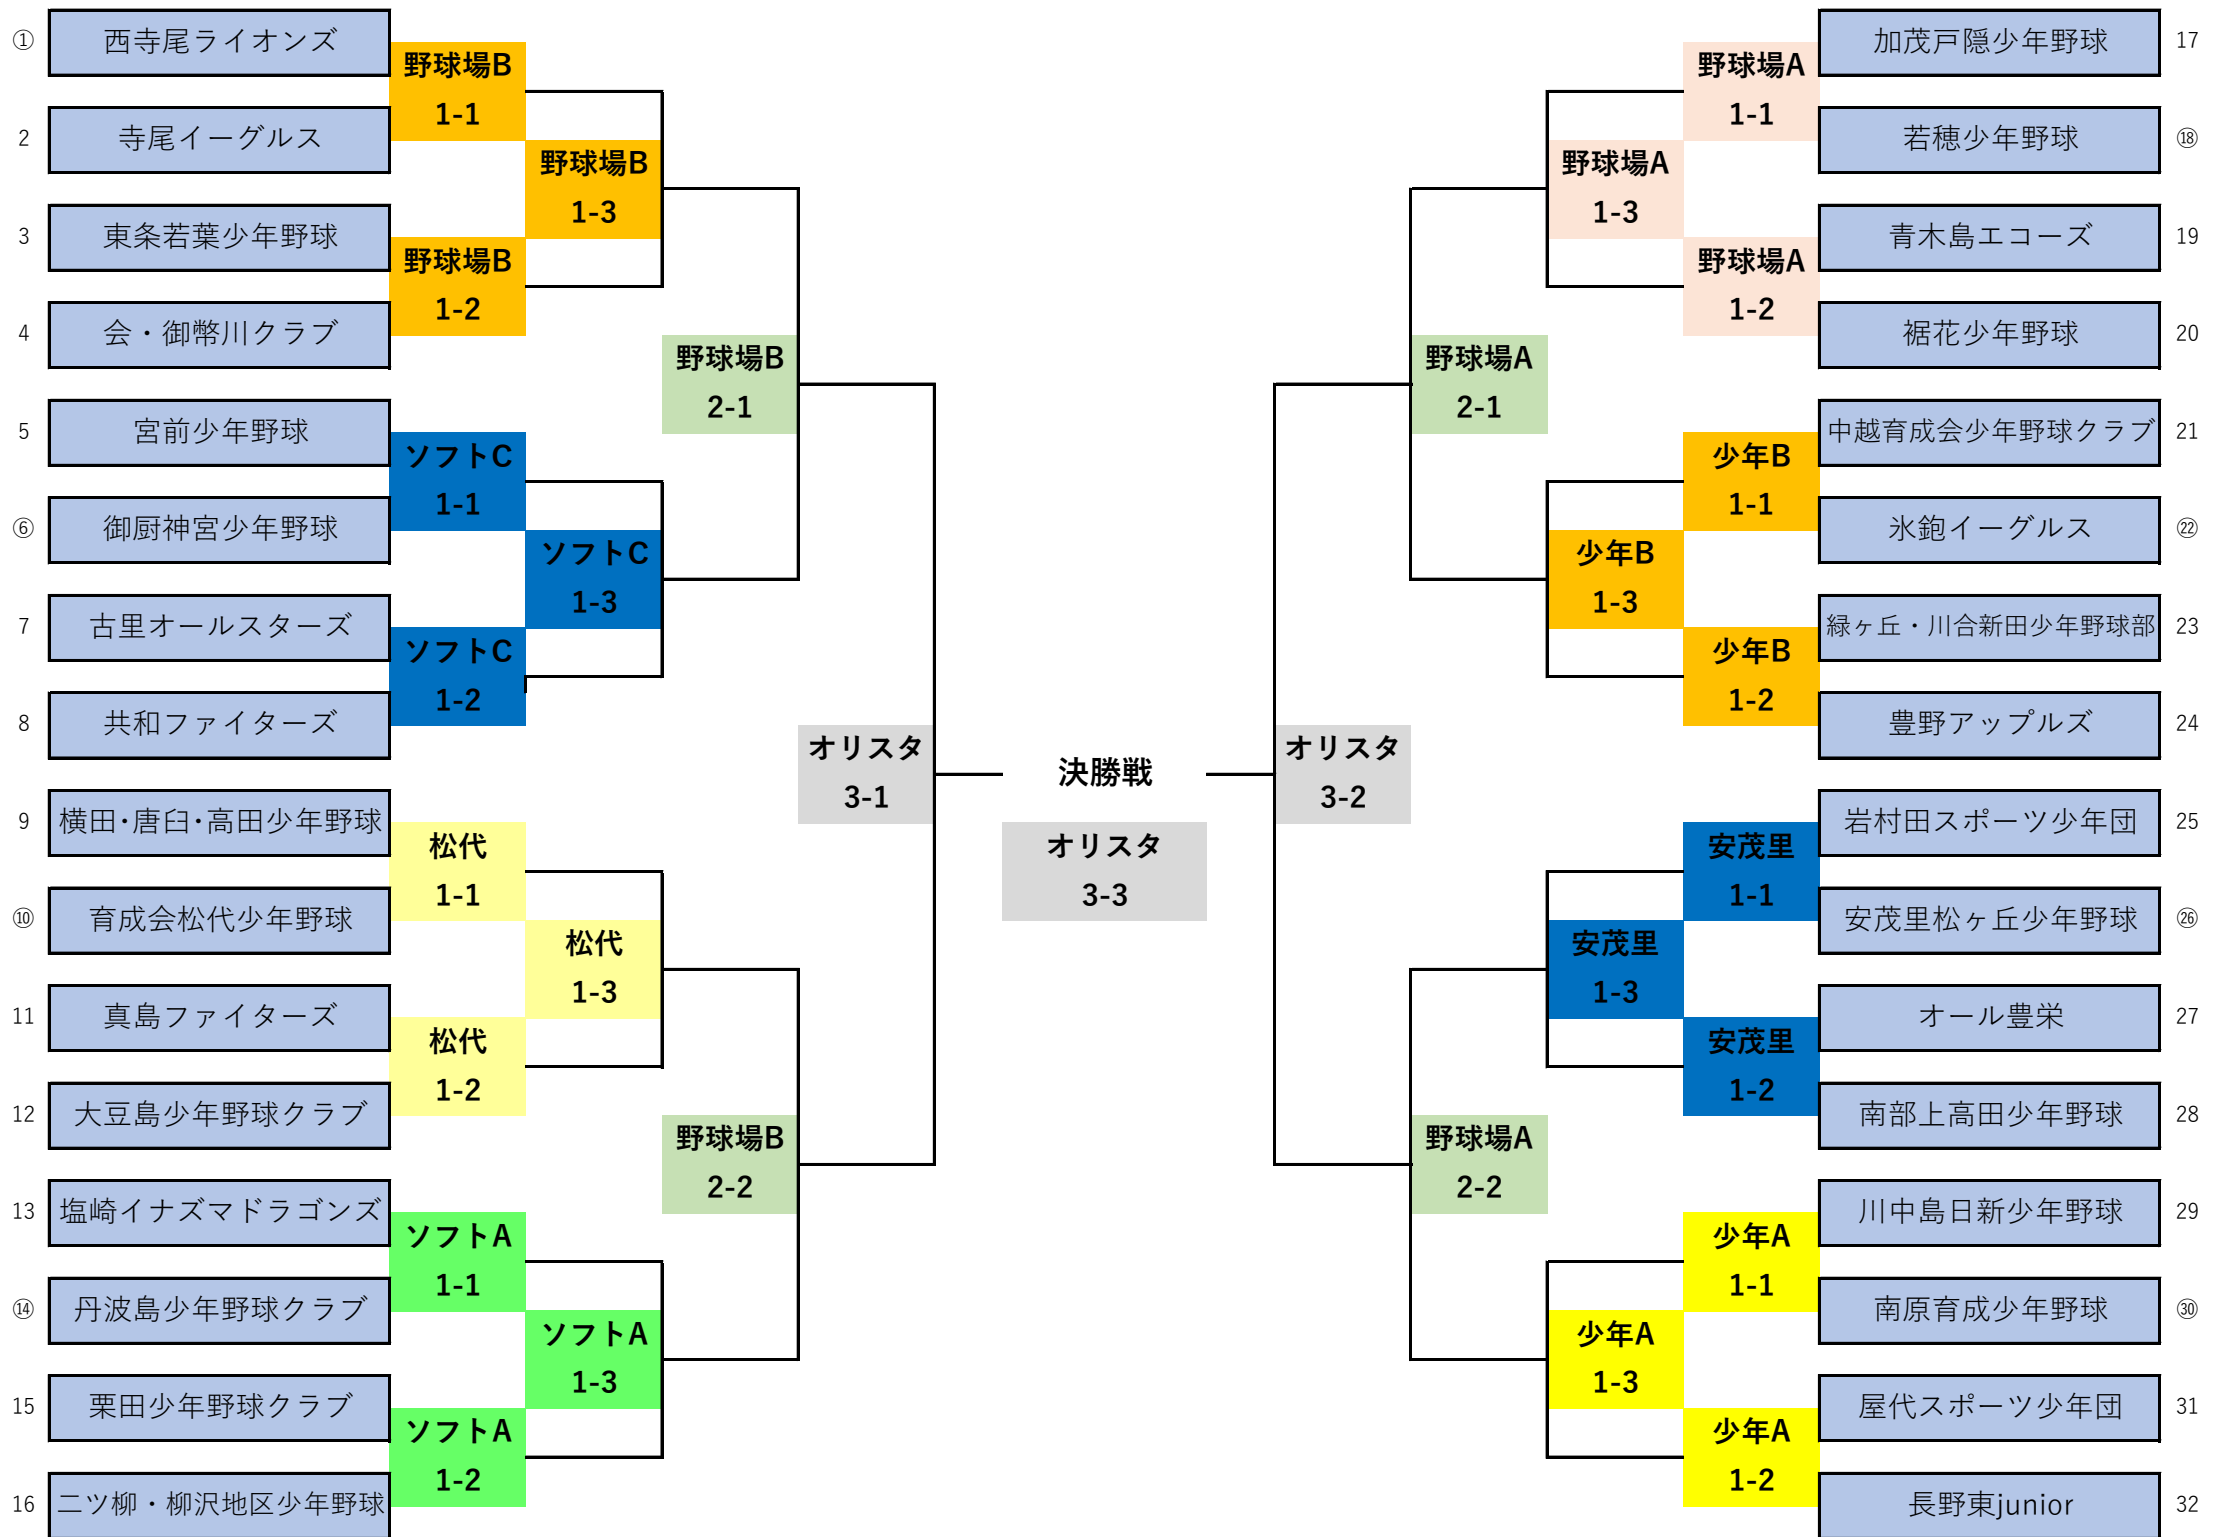 ① 西寺尾ライオンズ
野球場B
1-1
2 寺尾イーグルス
野球場B
1-3
3 東条若葉少年野球
野球場B
1-2
4 会・御幣川クラブ
野球場B
2-1
5 宮前少年野球
ソフトC
1-1
⑥ 御厨神宮少年野球
ソフトC
1-3
7 古里オールスターズ
ソフトC
1-2
8 共和ファイターズ
オリスタ
3-1
9 横田・唐臼・高田少年野球
松代
1-1
⑩ 育成会松代少年野球
松代
1-3
11 真島ファイターズ
松代
1-2
12 大豆島少年野球クラブ
野球場B
2-2
13 塩崎イナズマドラゴンズ
ソフトA
1-1
⑭ 丹波島少年野球クラブ
ソフトA
1-3
15 栗田少年野球クラブ
ソフトA
1-2
16 二ツ柳・柳沢地区少年野球
決勝戦
オリスタ
3-3
加茂戸隠少年野球 17
野球場A
1-1
若穂少年野球 ⑱
野球場A
1-3
青木島エコーズ 19
野球場A
1-2
裾花少年野球 20
野球場A
2-1
中越育成会少年野球クラブ 21
少年B
1-1
氷鉋イーグルス ㉒
少年B
1-3
緑ヶ丘・川合新田少年野球部 23
少年B
1-2
豊野アップルズ 24
オリスタ
3-2
岩村田スポーツ少年団 25
安茂里
1-1
安茂里松ヶ丘少年野球 ㉖
安茂里
1-3
オール豊栄 27
安茂里
1-2
南部上高田少年野球 28
野球場A
2-2
川中島日新少年野球 29
少年A
1-1
南原育成少年野球 ㉚
少年A
1-3
屋代スポーツ少年団 31
少年A
1-2
長野東junior 32